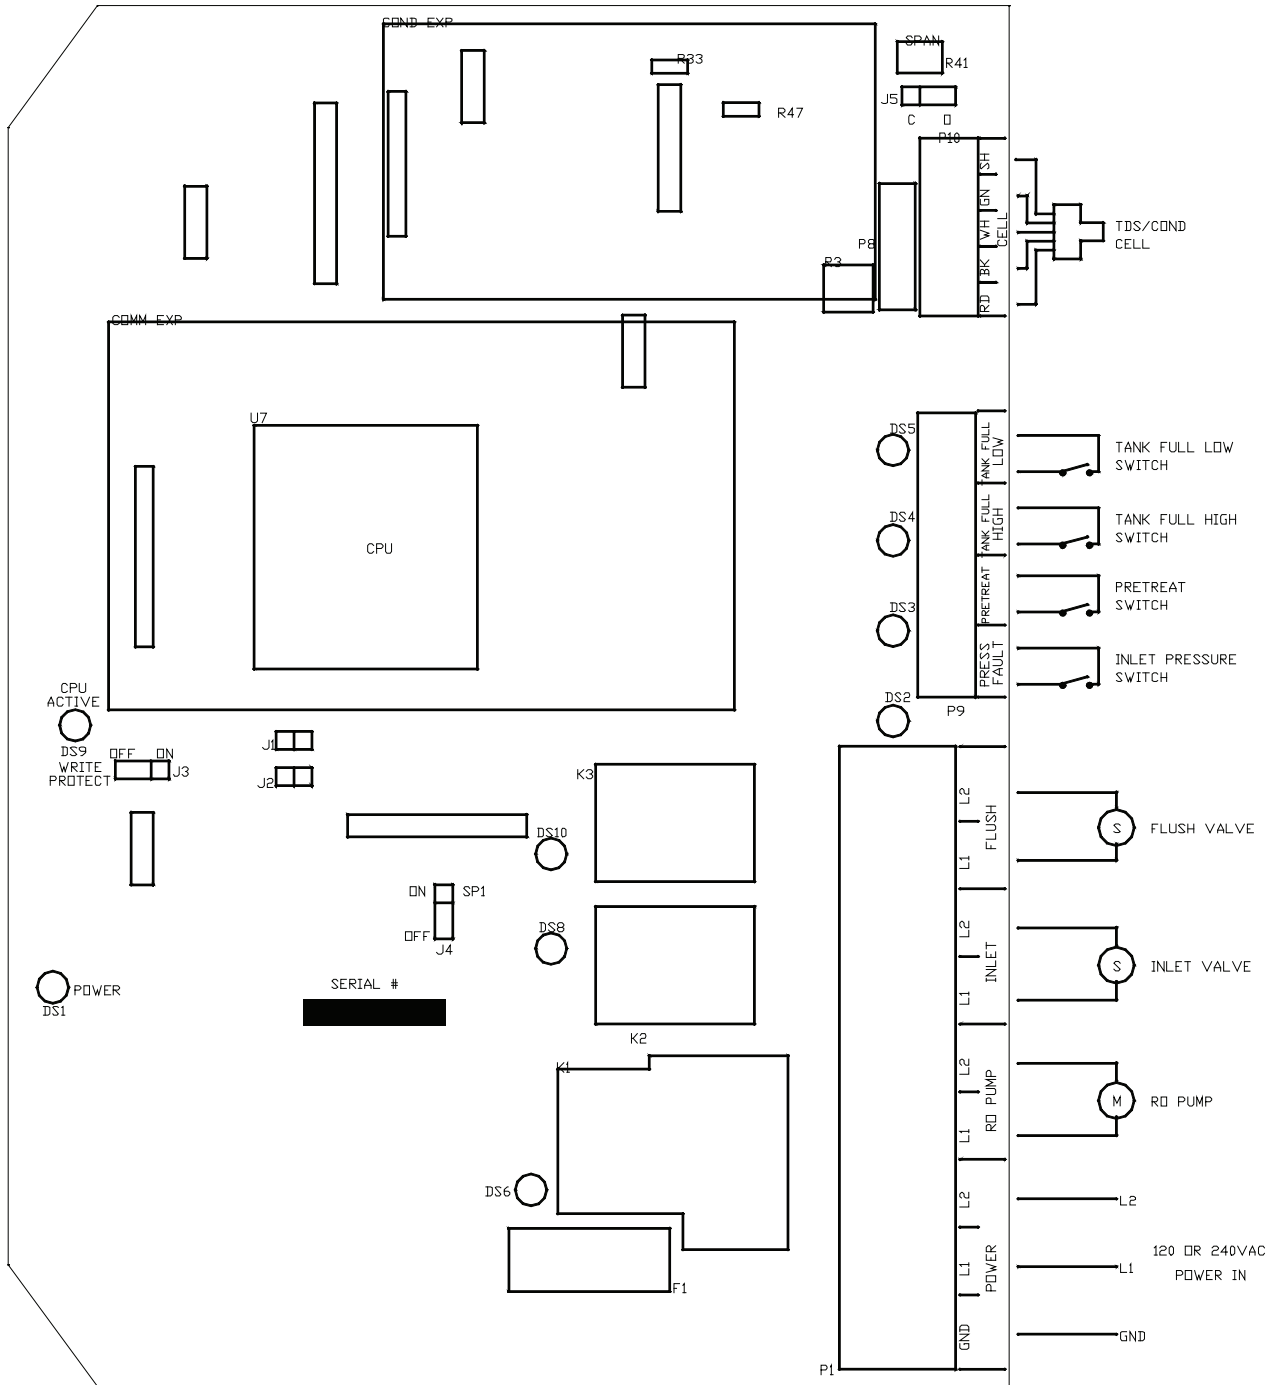 COND EXP
SPAN
R33
R41
R47
J5
C O
P10
SH
GN
WH
BK
RD
CELL
P8
R3
TDS/COND
CELL
COMM EXP
U7
CPU
DS5
TANK FULL
LOW
TANK FULL LOW
SWITCH
DS4
TANK FULL
HIGH
TANK FULL HIGH
SWITCH
DS3
PRETREAT
PRETREAT
SWITCH
PRESS
FAULT
INLET PRESSURE
SWITCH
DS2
P9
CPU
ACTIVE
DS9
OFF ON
WRITE
PROTECT
J3
J1
J2
K3
L2
L1
FLUSH
S
FLUSH VALVE
DS10
ON
SP1
OFF
J4
DS8
L2
L1
INLET
S
INLET VALVE
POWER
DS1
SERIAL #
K2
K1
L2
L1
RO PUMP
M
RO PUMP
DS6
F1
L2
L1
POWER
GND
P1
L2
120 OR 240VAC
L1
POWER IN
GND